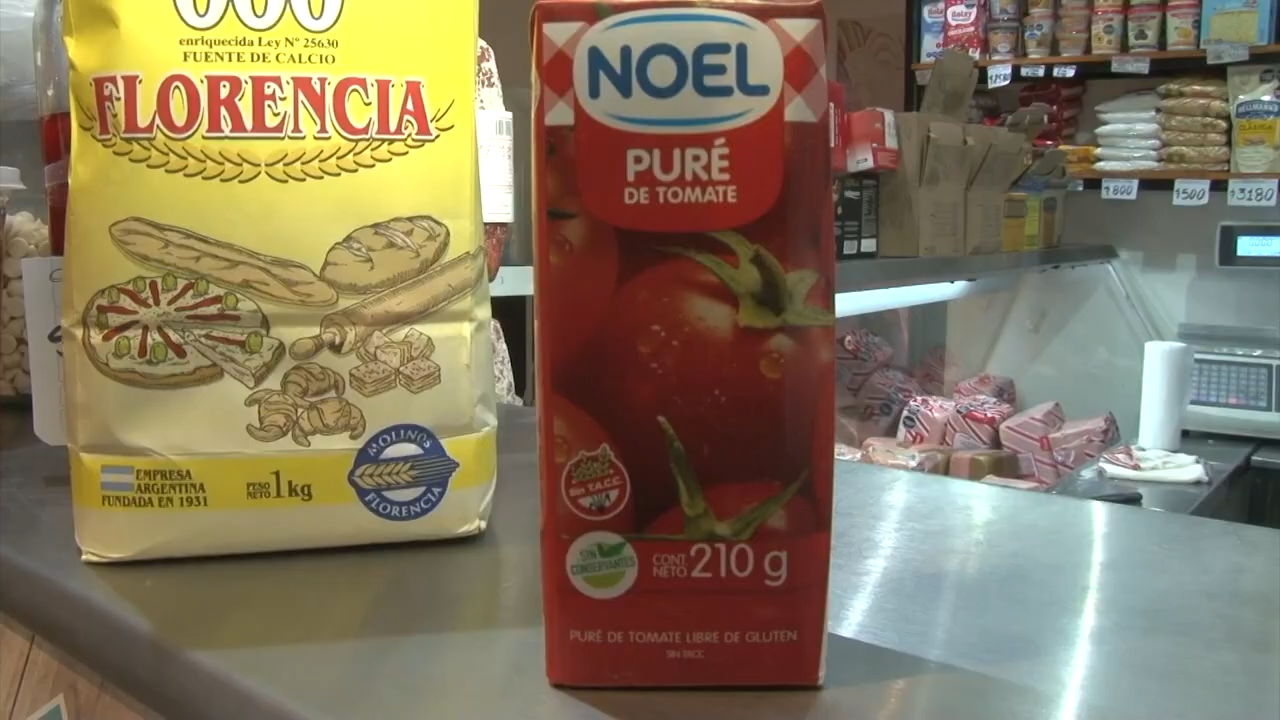 000
enriquecida Ley Nº 25630
FUENTE DE CALCIO
FLORENCIA
EMPRESA
ARGENTINA
FUNDADA EN 1931
PESO
NETO 1kg
MOLINOS
FLORENCIA
NOEL
PURÉ
DE TOMATE
Sin T.A.C.C.
SIN
CONSERVANTES
CONT.
NETO 210 g
PURÉ DE TOMATE LIBRE DE GLUTEN
SIN TACC
HELLMANN'S
$800
$500
$3180